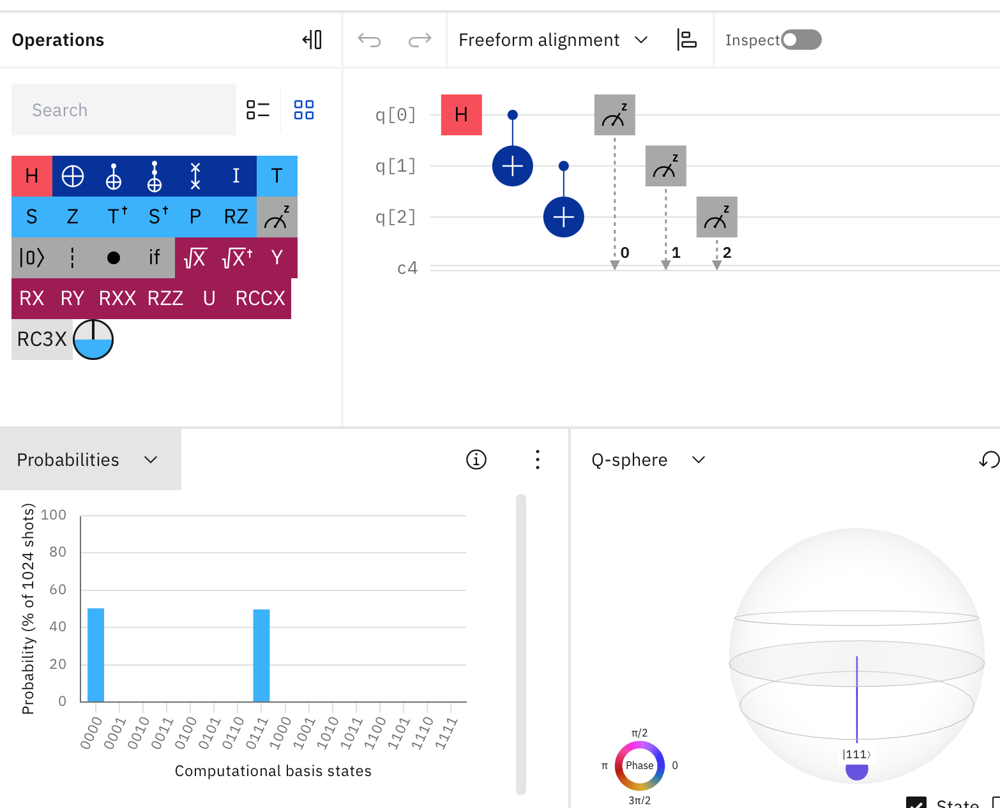 Operations
Freeform alignment
Inspect
Search
H I T
S Z T† S† P RZ z
|0⟩ if √X √X† Y
RX RY RXX RZZ U RCCX
RC3X
q[0] H z
q[1] z
q[2] z
0 1 2
c4
Probabilities
Q-sphere
Probability (% of 1024 shots)
100
80
60
40
20
0
0000 0001 0010 0011 0100 0101 0110 0111 1000 1001 1010 1011 1100 1101 1110 1111
Computational basis states
|111⟩
π/2
π Phase 0
3π/2
State